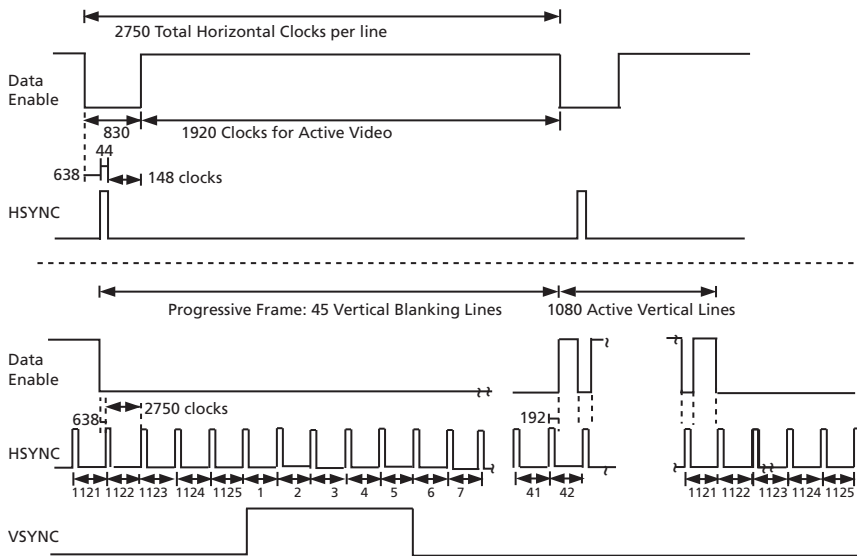 2750 Total Horizontal Clocks per line
Data
Enable
830
1920 Clocks for Active Video
44
638
148 clocks
HSYNC
Progressive Frame: 45 Vertical Blanking Lines
1080 Active Vertical Lines
Data
Enable
638
2750 clocks
192
HSYNC
1121 1122 1123 1124 1125 1 2 3 4 5 6 7 41 42 1121 1122 1123 1124 1125
VSYNC